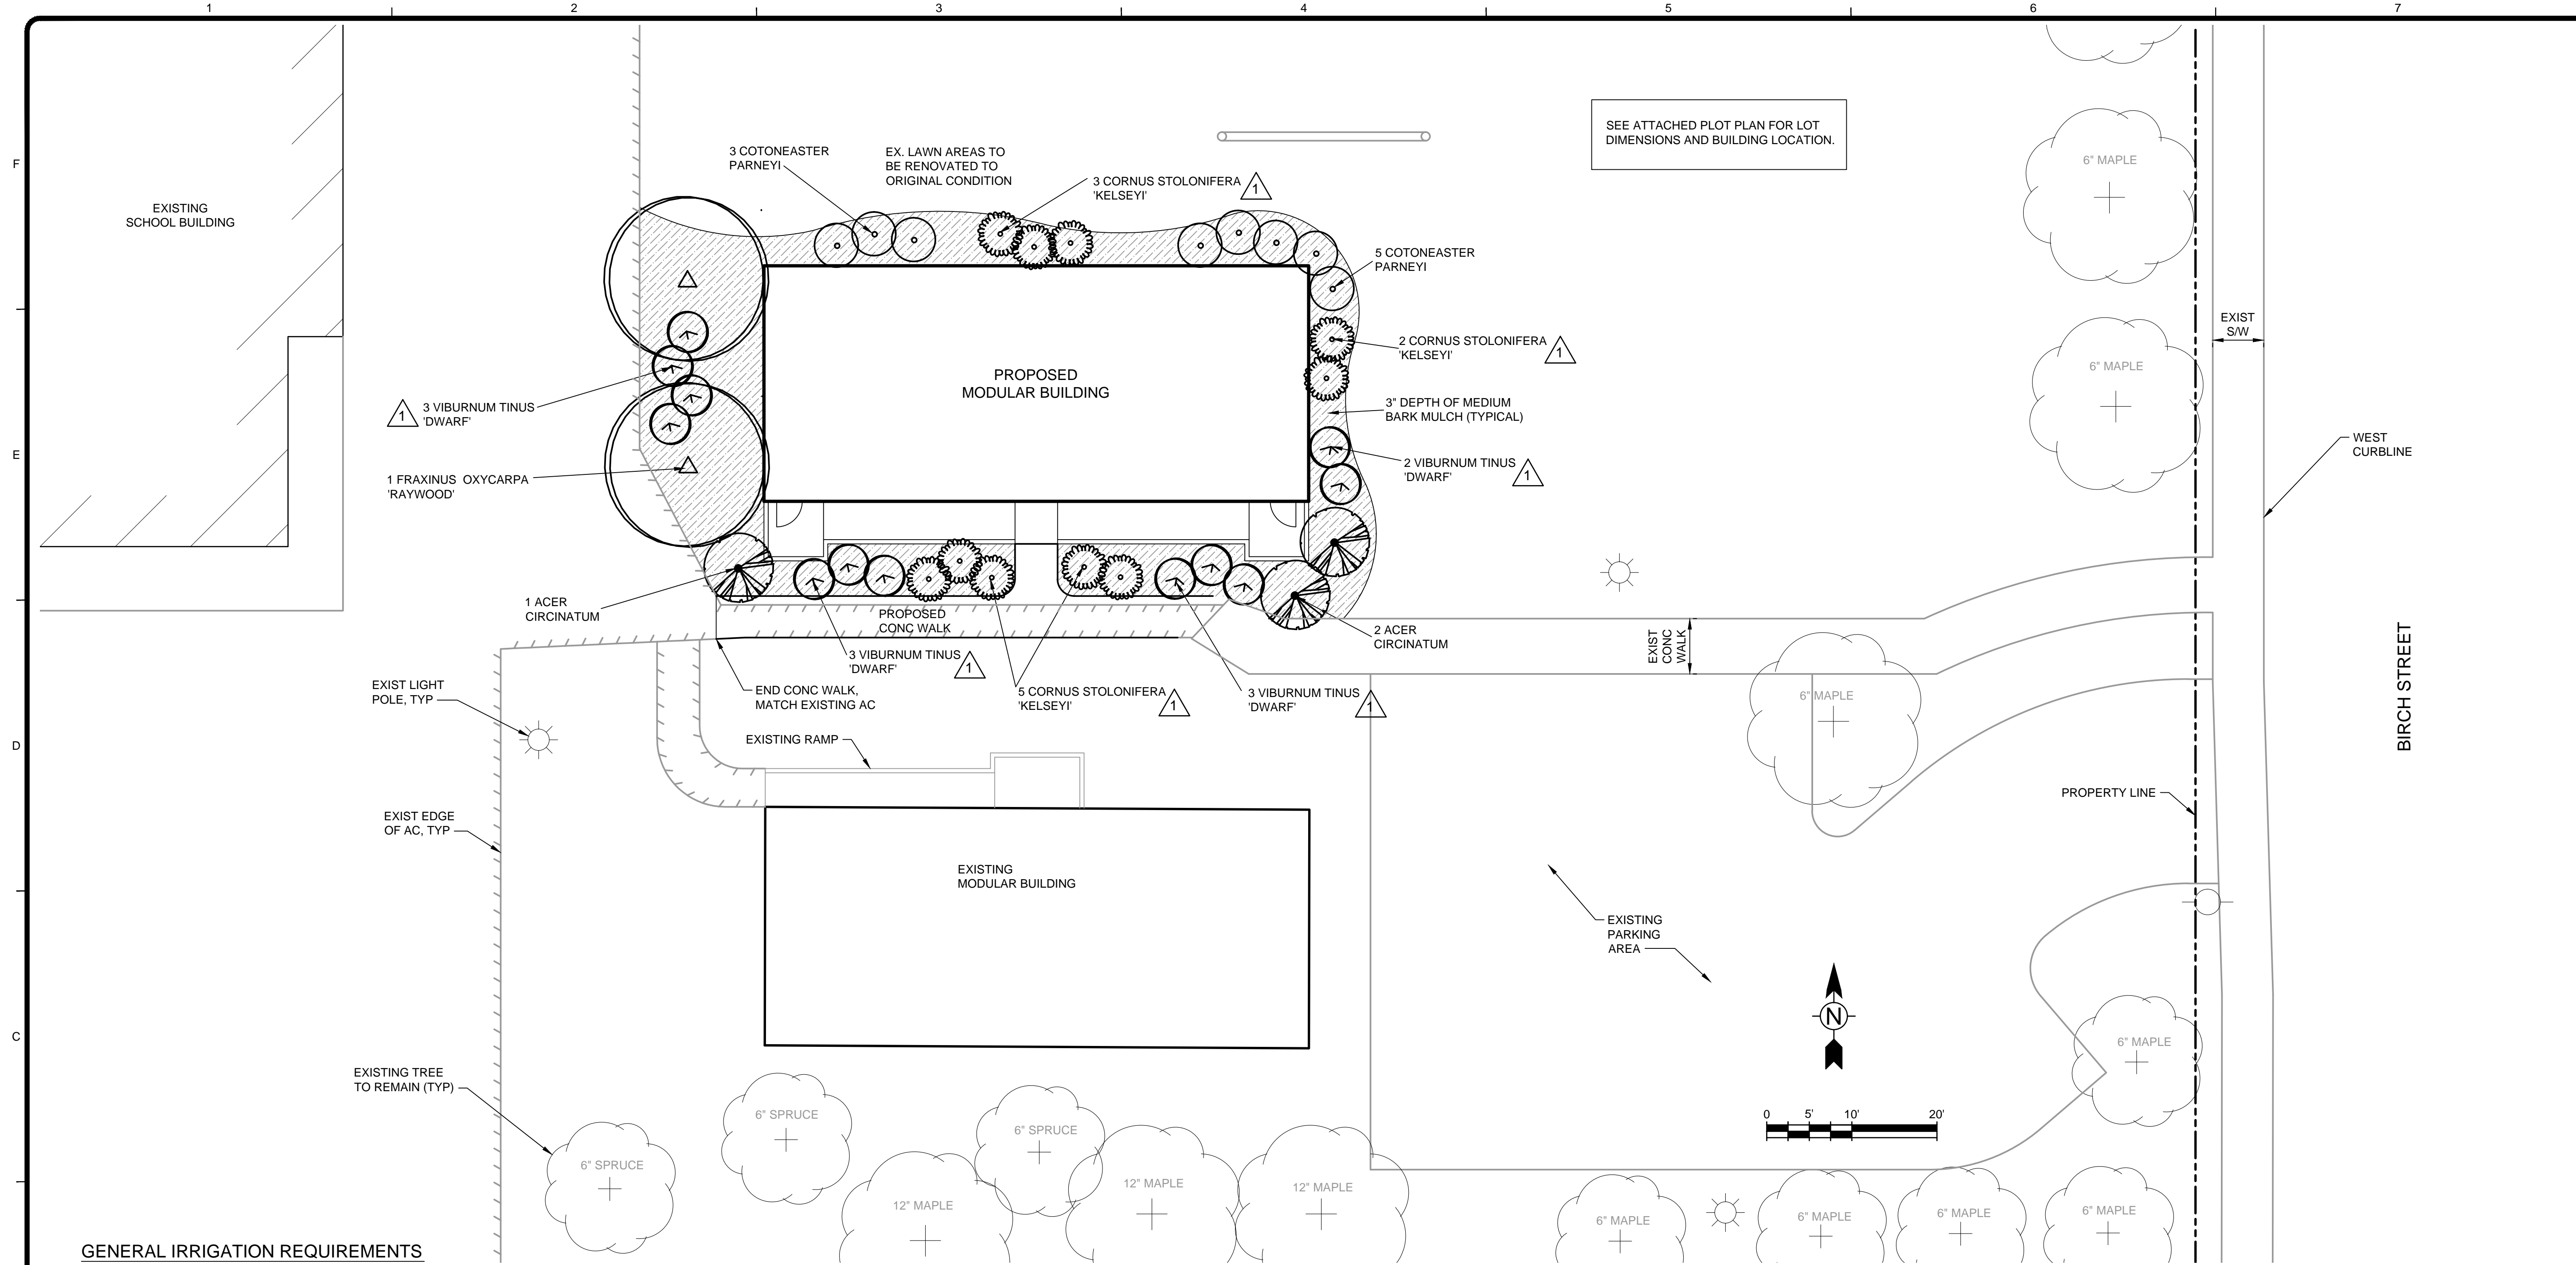 1
2
3
4
5
6
7
F
E
D
C
EXISTING
SCHOOL BUILDING
3 COTONEASTER
PARNEYI
EX. LAWN AREAS TO
BE RENOVATED TO
ORIGINAL CONDITION
3 CORNUS STOLONIFERA
'KELSEYI'
1
SEE ATTACHED PLOT PLAN FOR LOT
DIMENSIONS AND BUILDING LOCATION.
6" MAPLE
5 COTONEASTER
PARNEYI
EXIST
S/W
2 CORNUS STOLONIFERA
'KELSEYI'
1
PROPOSED
MODULAR BUILDING
6" MAPLE
1
3 VIBURNUM TINUS
'DWARF'
3" DEPTH OF MEDIUM
BARK MULCH (TYPICAL)
WEST
CURBLINE
2 VIBURNUM TINUS
'DWARF'
1
1 FRAXINUS OXYCARPA
'RAYWOOD'
1 ACER
CIRCINATUM
PROPOSED
CONC WALK
2 ACER
CIRCINATUM
EXIST
CONC
WALK
3 VIBURNUM TINUS
'DWARF'
1
EXIST LIGHT
POLE, TYP
END CONC WALK,
MATCH EXISTING AC
5 CORNUS STOLONIFERA
'KELSEYI'
1
3 VIBURNUM TINUS
'DWARF'
1
6" MAPLE
BIRCH STREET
EXISTING RAMP
PROPERTY LINE
EXIST EDGE
OF AC, TYP
EXISTING
MODULAR BUILDING
EXISTING
PARKING
AREA
N
6" MAPLE
EXISTING TREE
TO REMAIN (TYP)
0 5' 10' 20'
6" SPRUCE
6" SPRUCE
6" SPRUCE
12" MAPLE
12" MAPLE
12" MAPLE
6" MAPLE
6" MAPLE
6" MAPLE
6" MAPLE
GENERAL IRRIGATION REQUIREMENTS